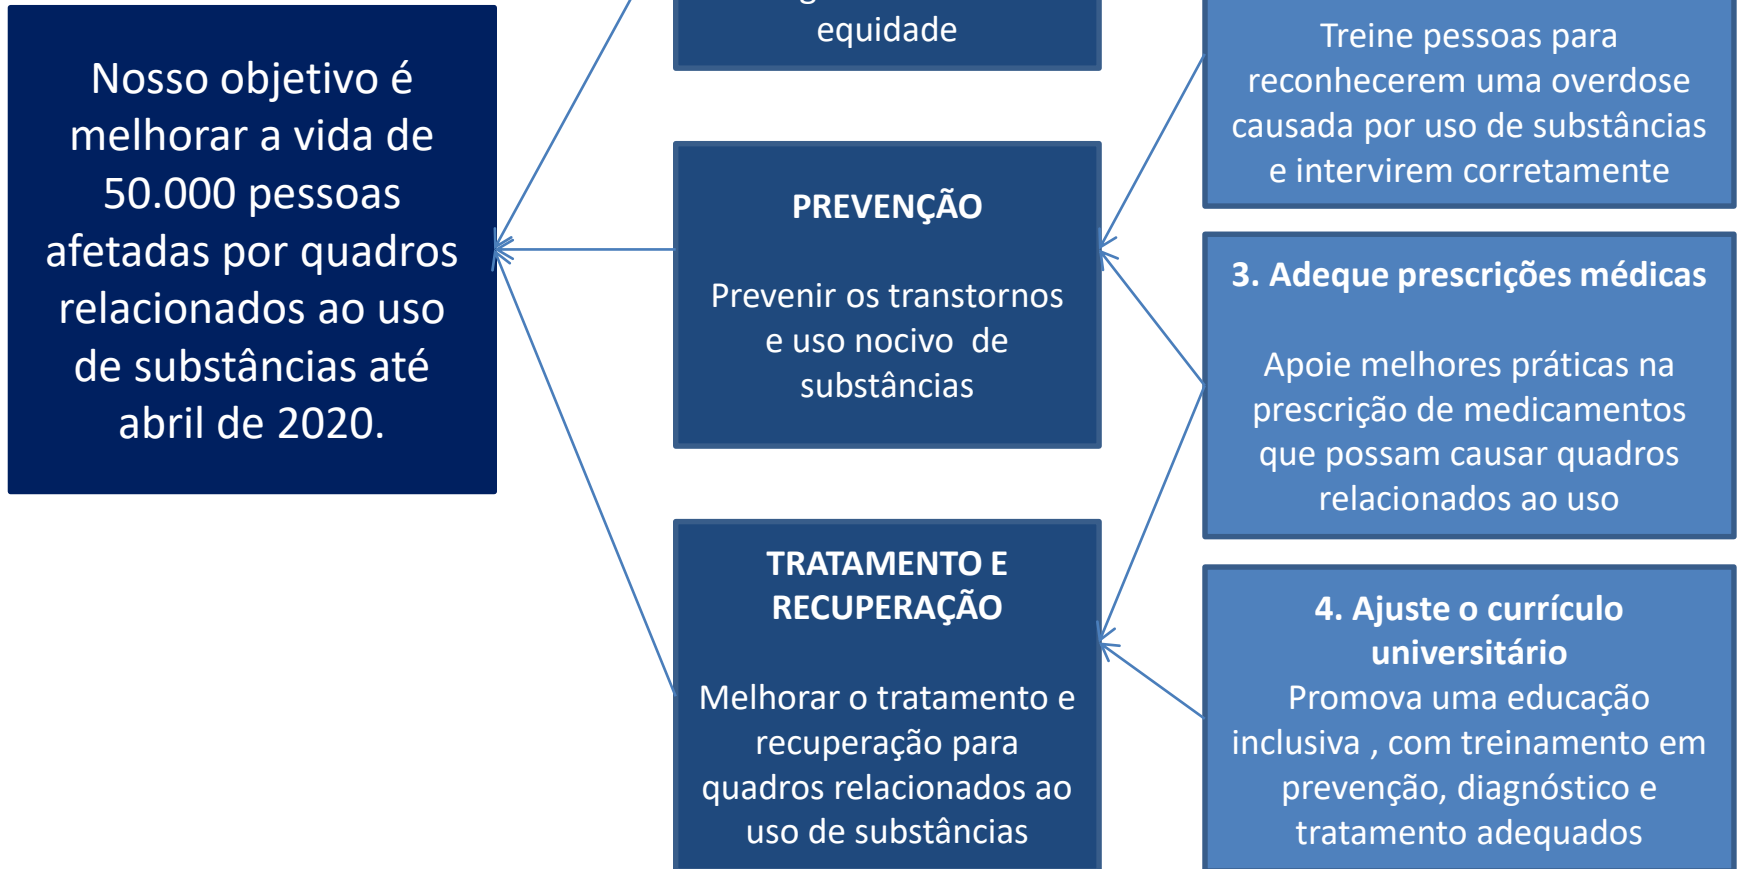 Nosso objetivo é
melhorar a vida de
50.000 pessoas
afetadas por quadros
relacionados ao uso
de substâncias até
abril de 2020.
equidade
PREVENÇÃO
Prevenir os transtornos
e uso nocivo de
substâncias
TRATAMENTO E
RECUPERAÇÃO
Melhorar o tratamento e
recuperação para
quadros relacionados ao
uso de substâncias
Treine pessoas para
reconhecerem uma overdose
causada por uso de substâncias
e intervirem corretamente
3. Adeque prescrições médicas
Apoie melhores práticas na
prescrição de medicamentos
que possam causar quadros
relacionados ao uso
4. Ajuste o currículo
universitário
Promova uma educação
inclusiva , com treinamento em
prevenção, diagnóstico e
tratamento adequados